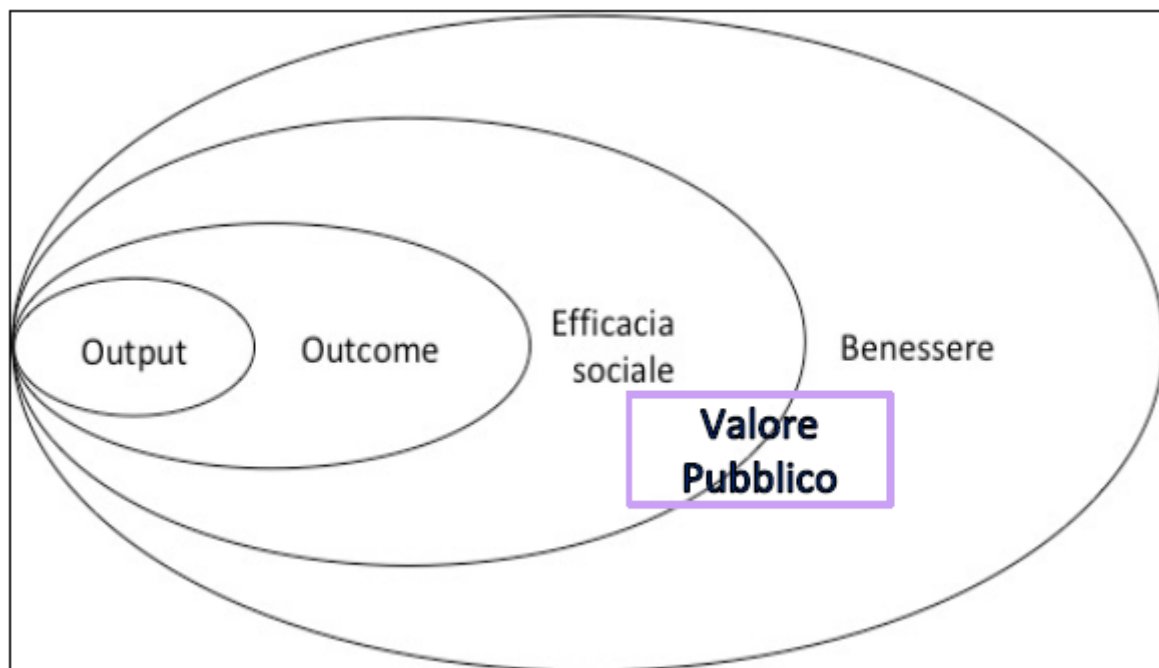 Output
Outcome
Efficacia
sociale
Benessere
Valore
Pubblico